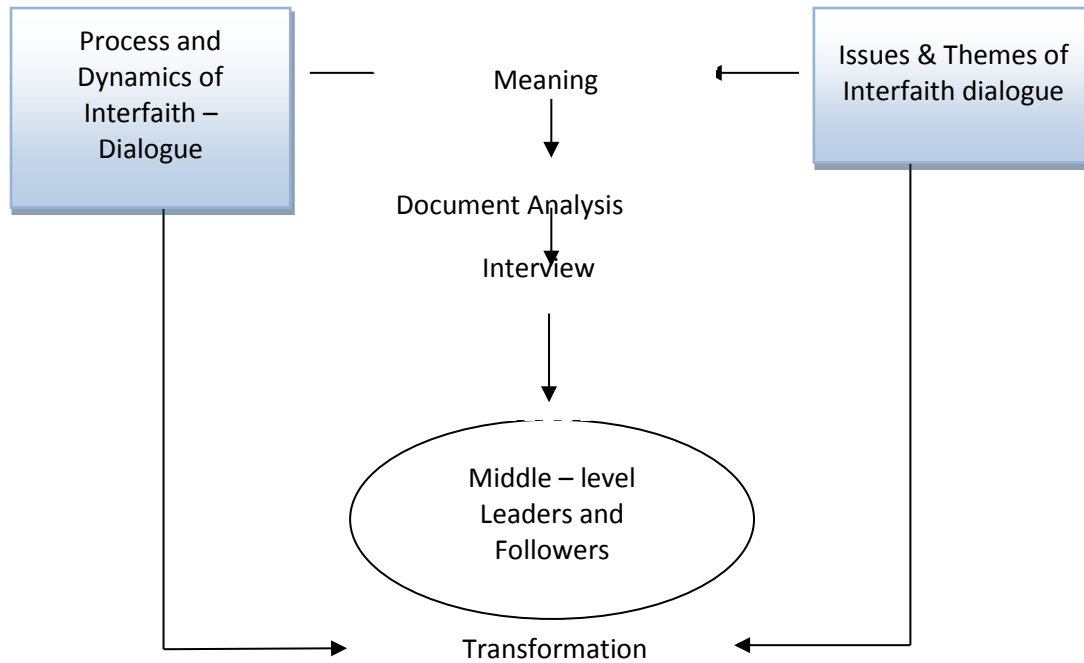 Process and
Dynamics of
Interfaith –
Dialogue
Meaning
Issues & Themes of
Interfaith dialogue
Document Analysis
Interview
Middle – level
Leaders and
Followers
Transformation